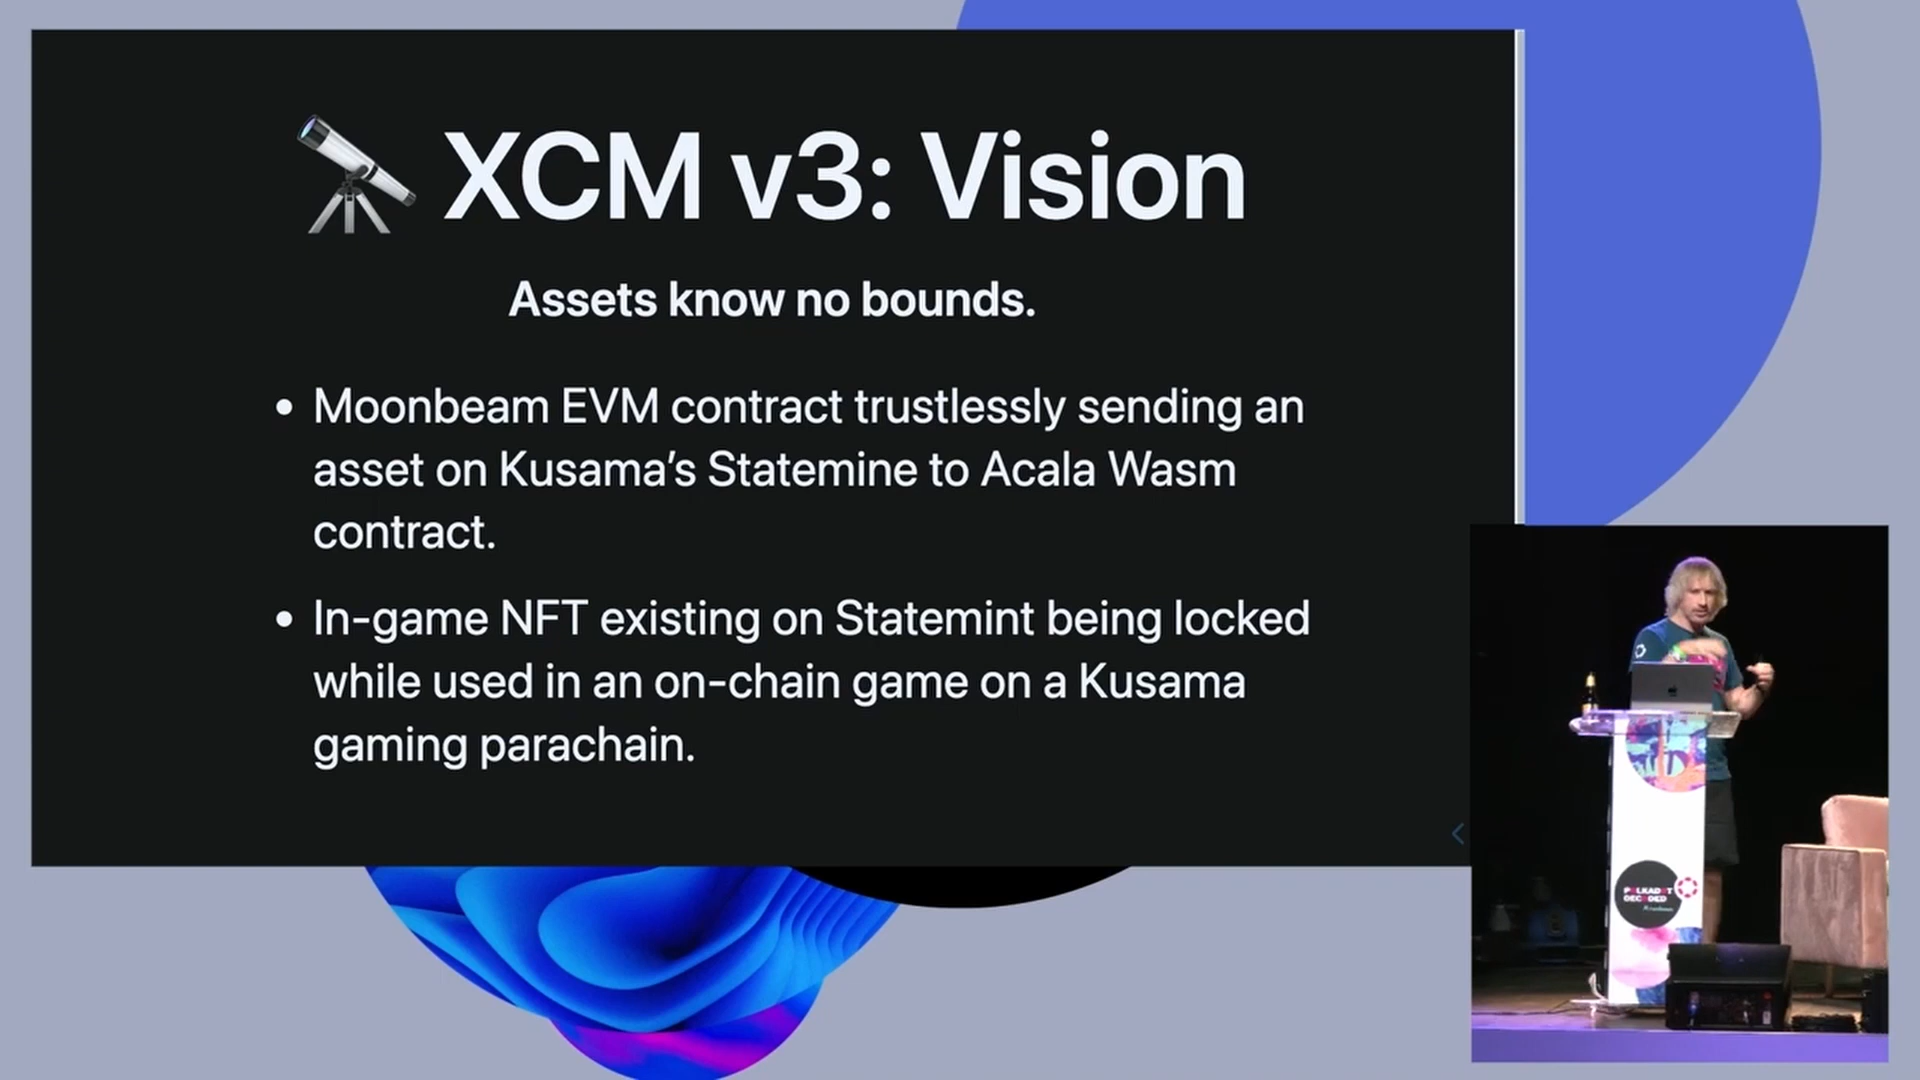 XCM v3: Vision
Assets know no bounds.
• Moonbeam EVM contract trustlessly sending an
asset on Kusama’s Statemine to Acala Wasm
contract.
• In-game NFT existing on Statemint being locked
while used in an on-chain game on a Kusama
gaming parachain.
POLKADOT
DECODED